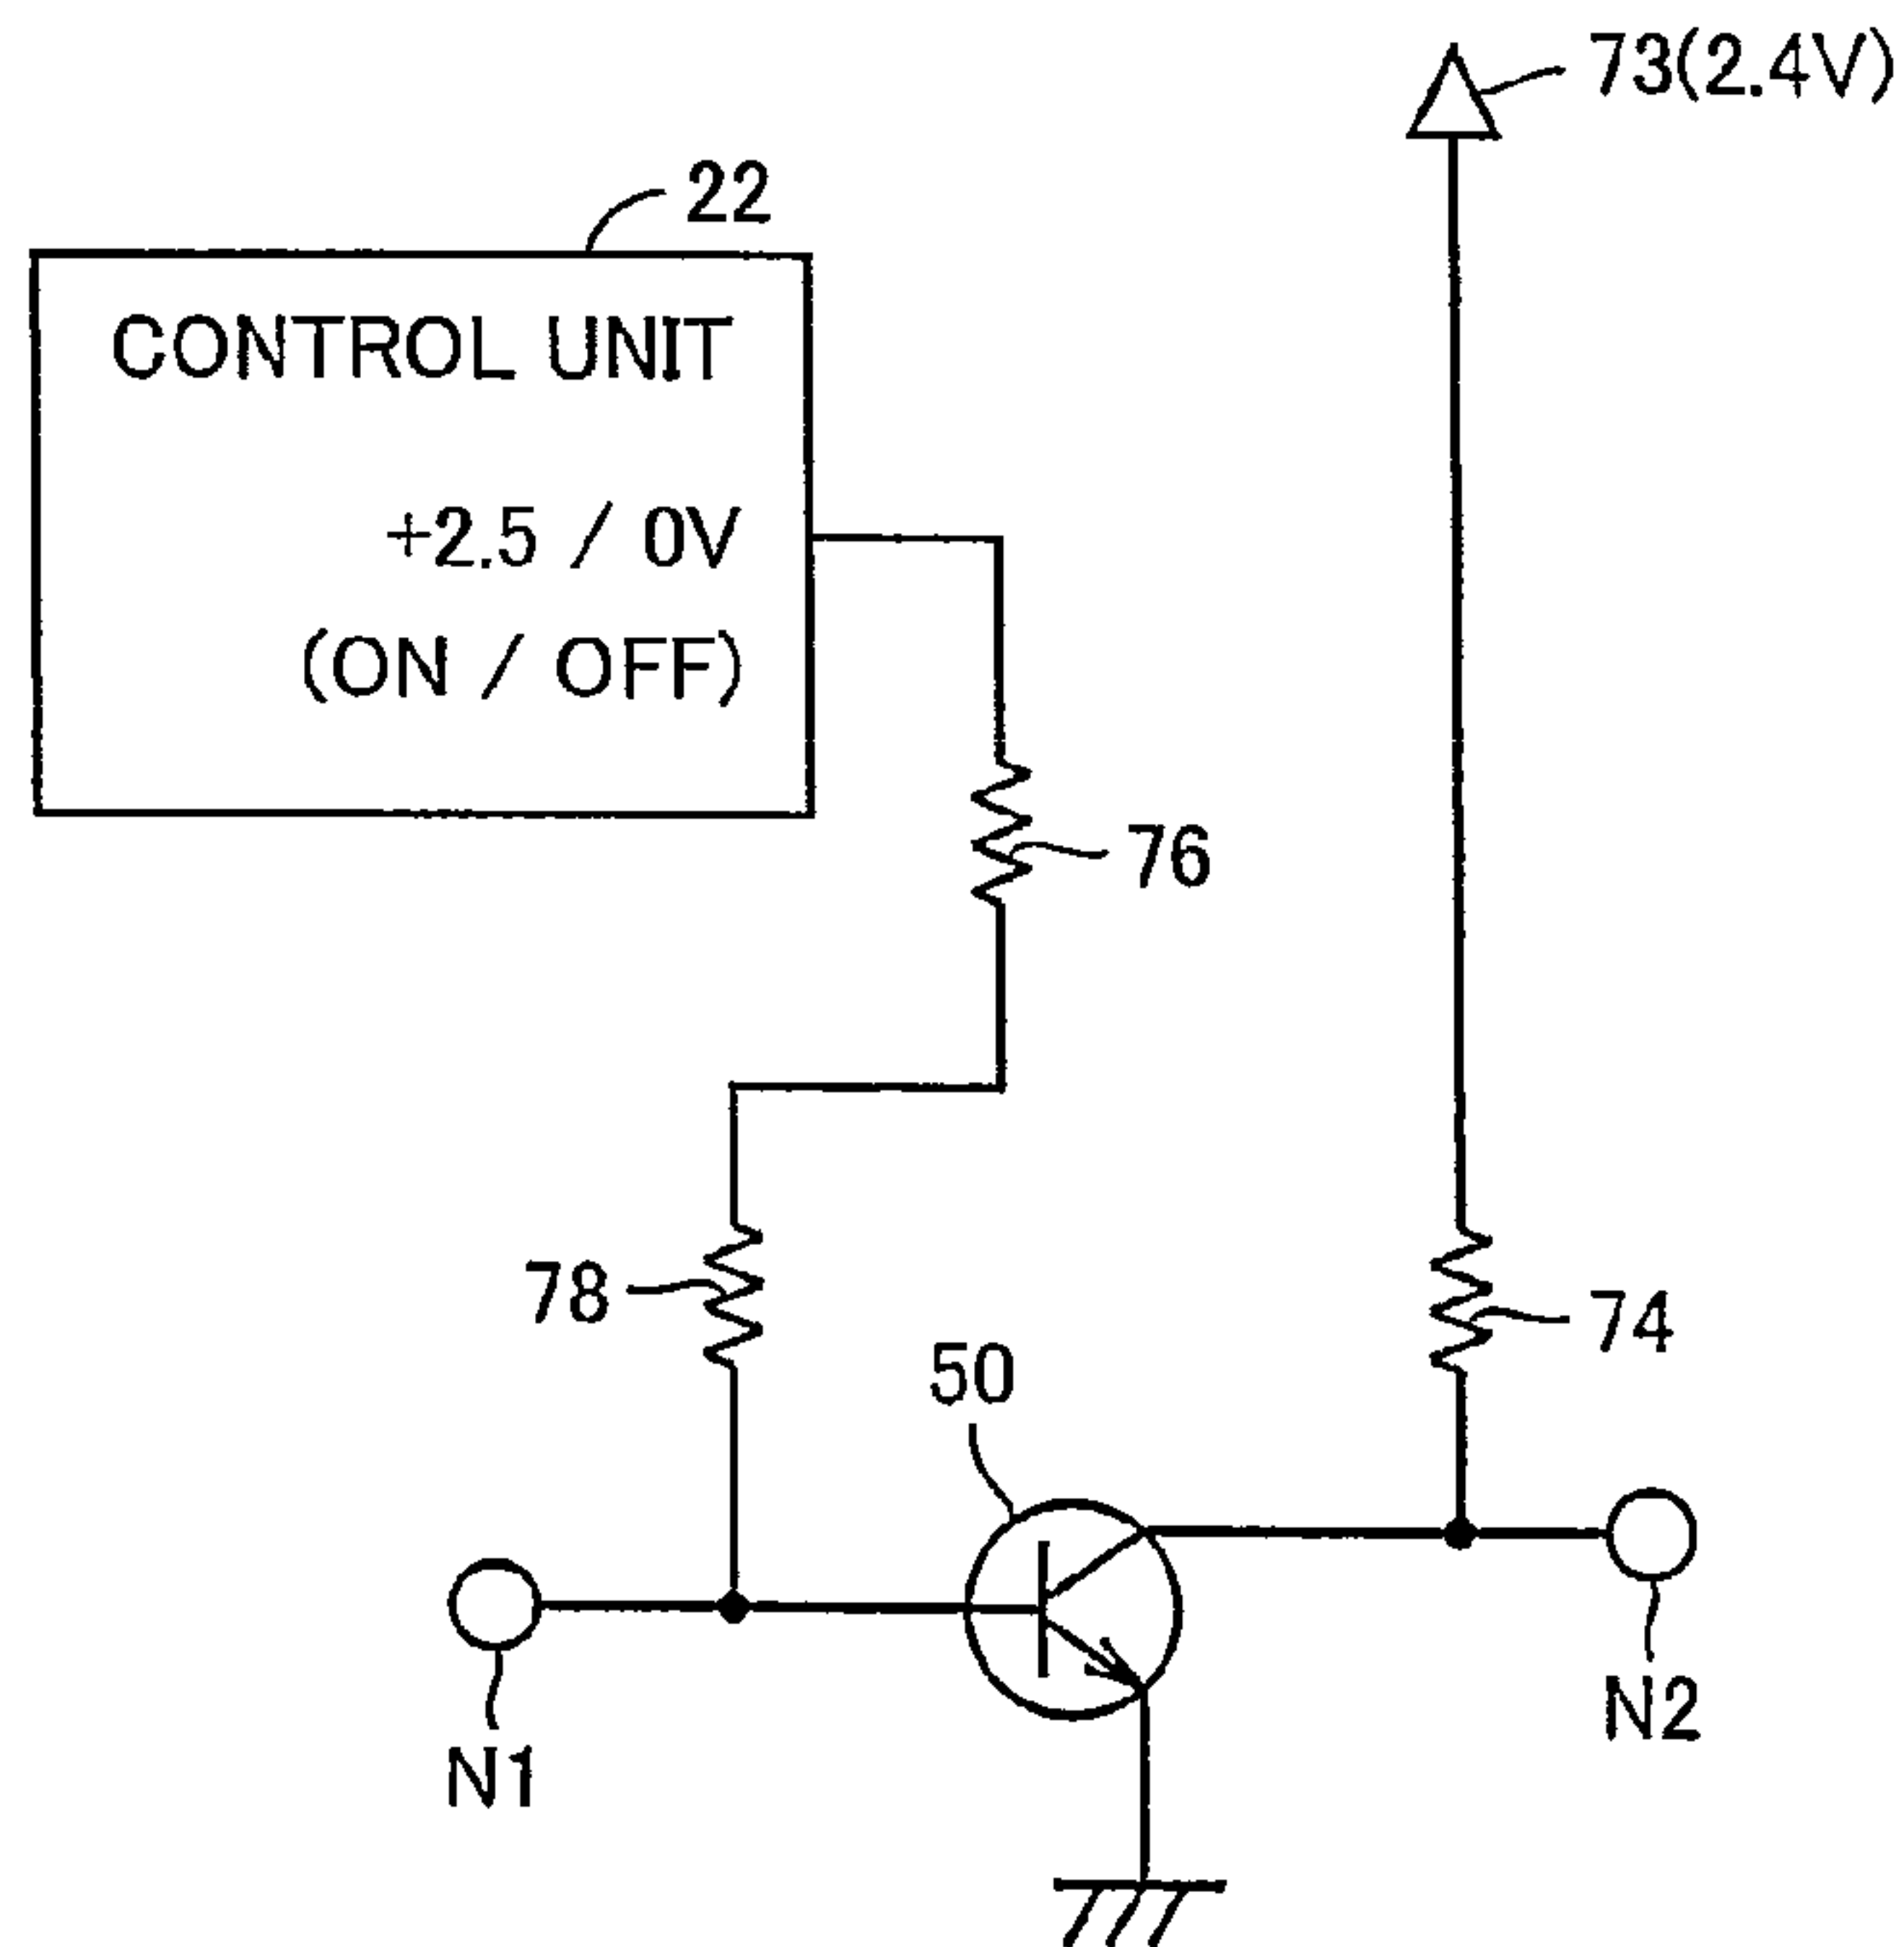 73(2.4V)
22
CONTROL UNIT
+2.5 / 0V
(ON / OFF)
76
78
74
50
N1
N2